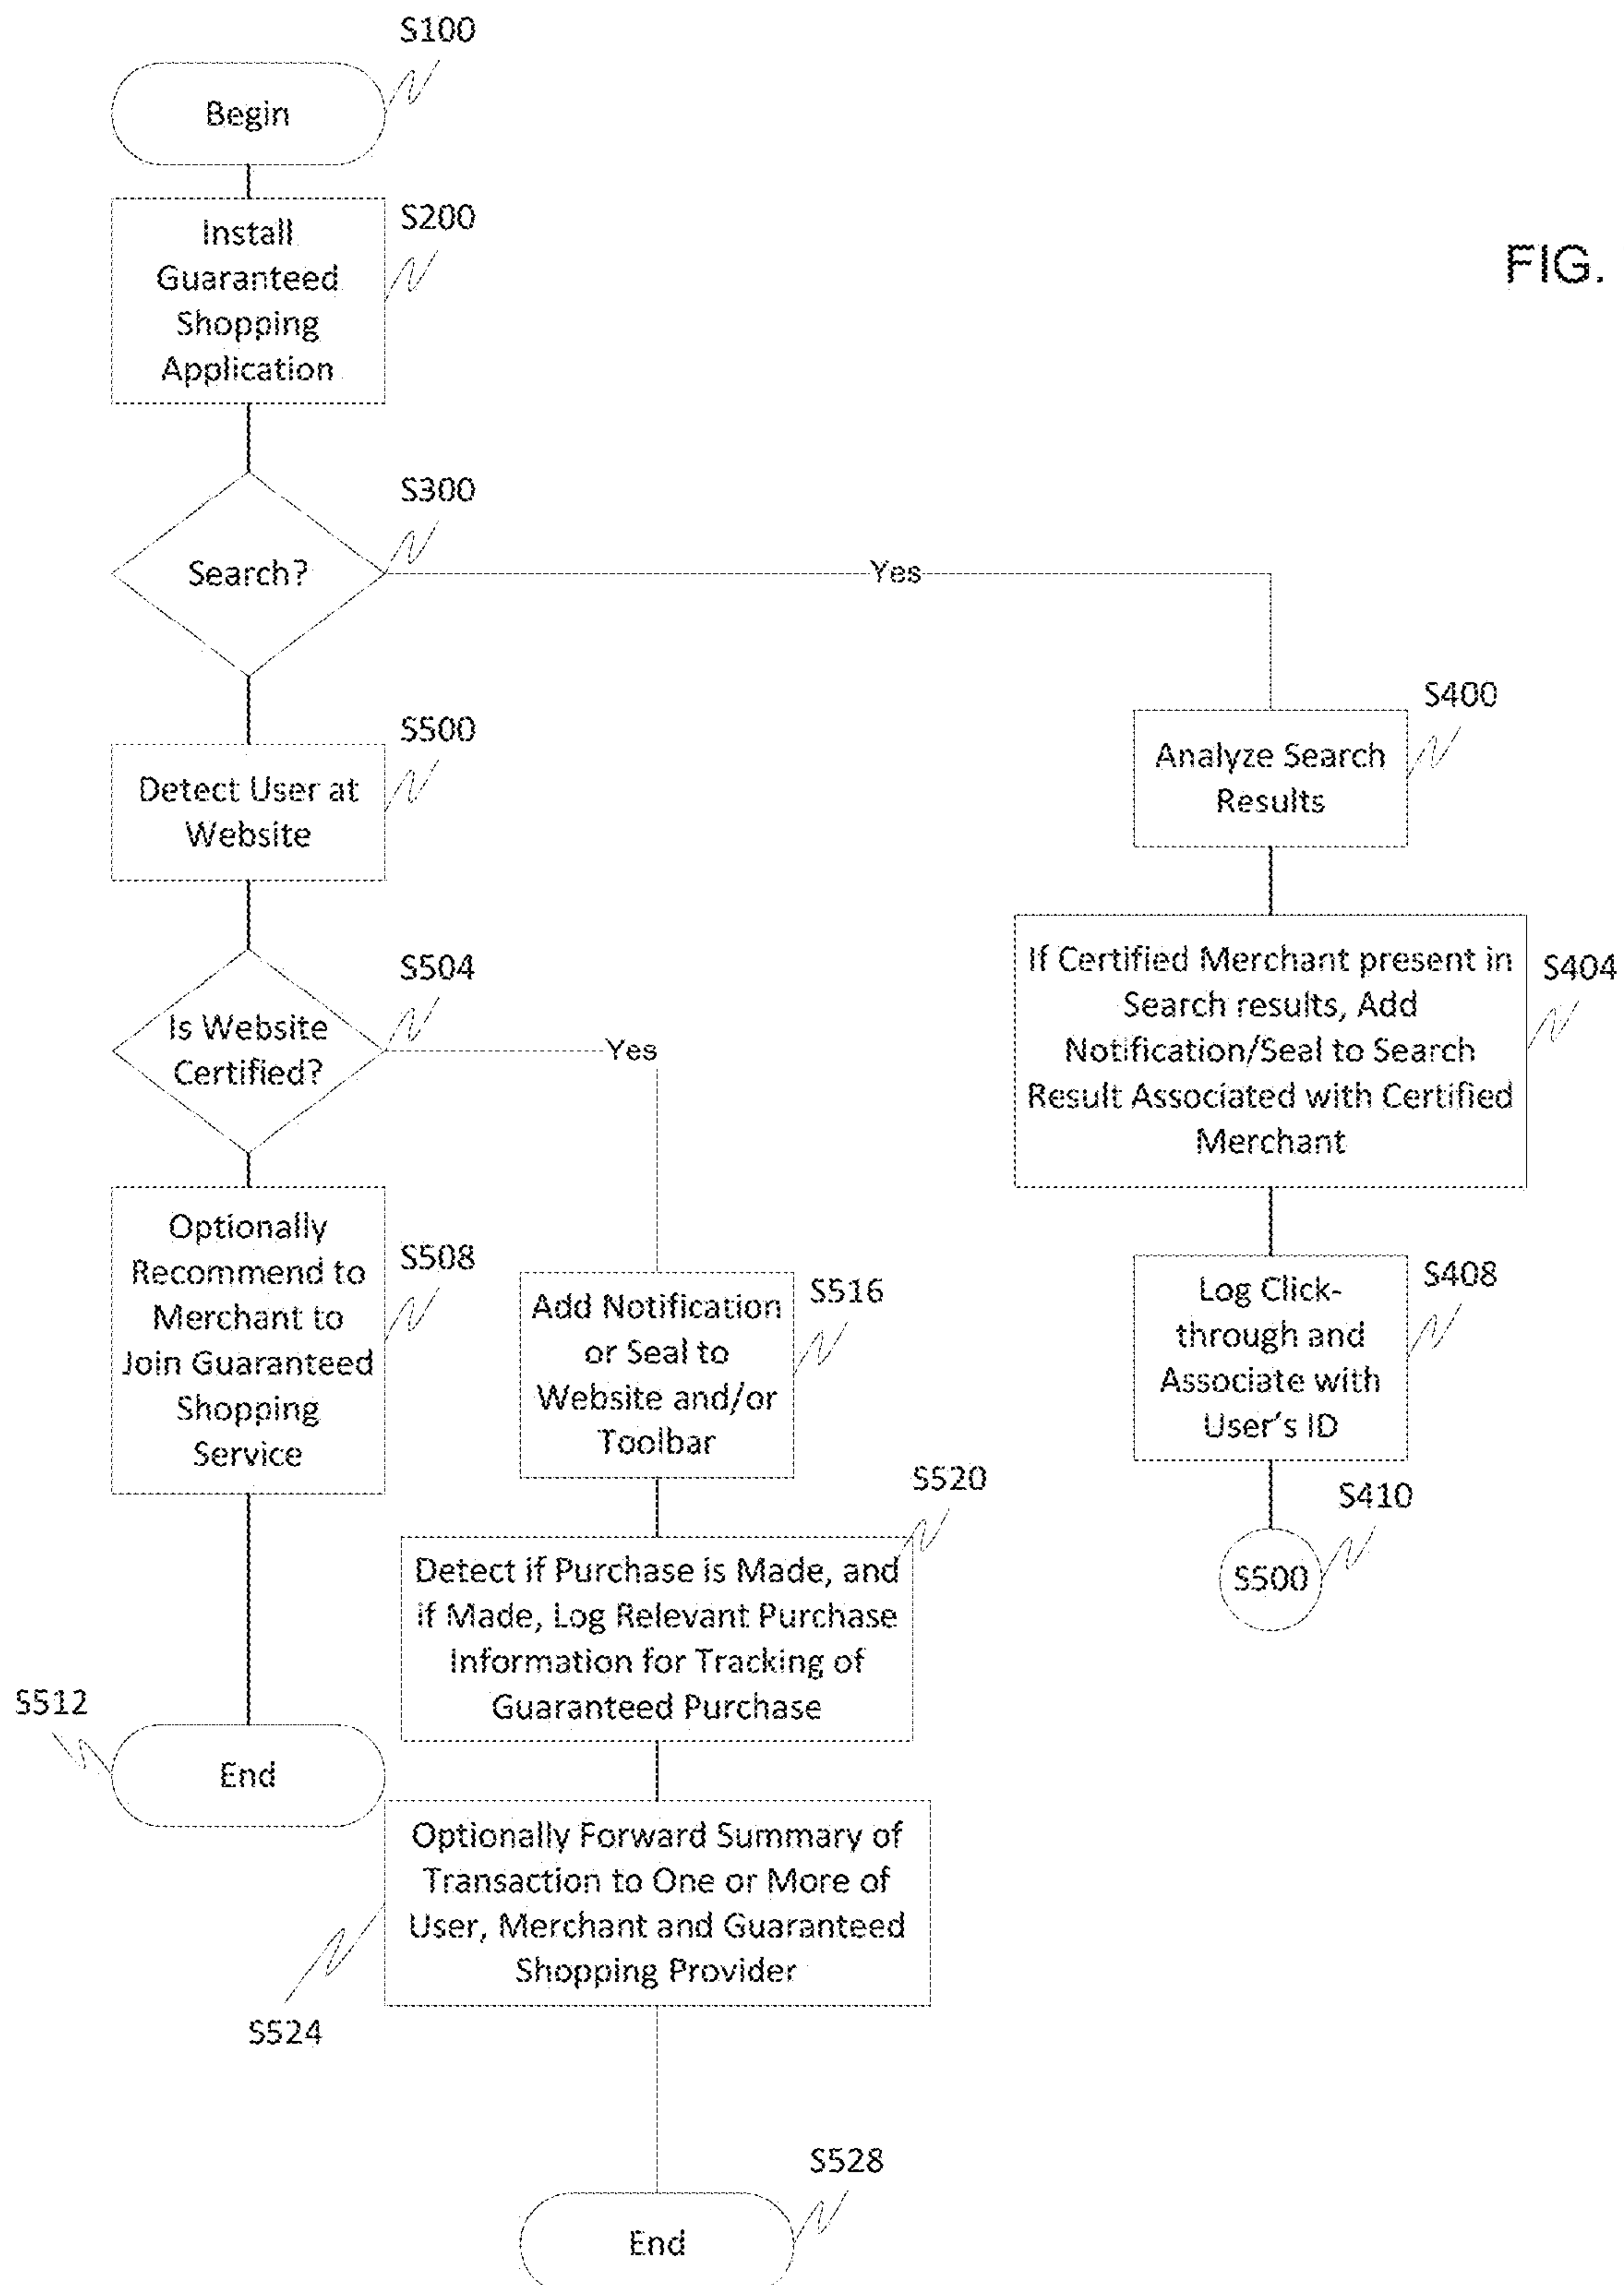 S100
Begin
S200
Install
Guaranteed
Shopping
Application
FIG.
S300
Search?
Yes
S500
Detect User at
Website
S400
Analyze Search
Results
S504
Is Website
Certified?
Yes
If Certified Merchant present in
Search results, Add
Notification/Seal to Search
Result Associated with Certified
Merchant
S404
Optionally
Recommend to
Merchant to
Join Guaranteed
Shopping
Service
S508
Add Notification
or Seal to
Website and/or
Toolbar
S516
Log Click-
through and
Associate with
User's ID
S408
S410
S500
S520
Detect if Purchase is Made, and
if Made, Log Relevant Purchase
Information for Tracking of
Guaranteed Purchase
S512
End
Optionally Forward Summary of
Transaction to One or More of
User, Merchant and Guaranteed
Shopping Provider
S524
S528
End